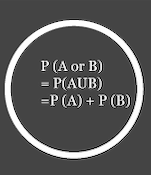 P (A or B)
= P(AUB)
=P (A) + P (B)